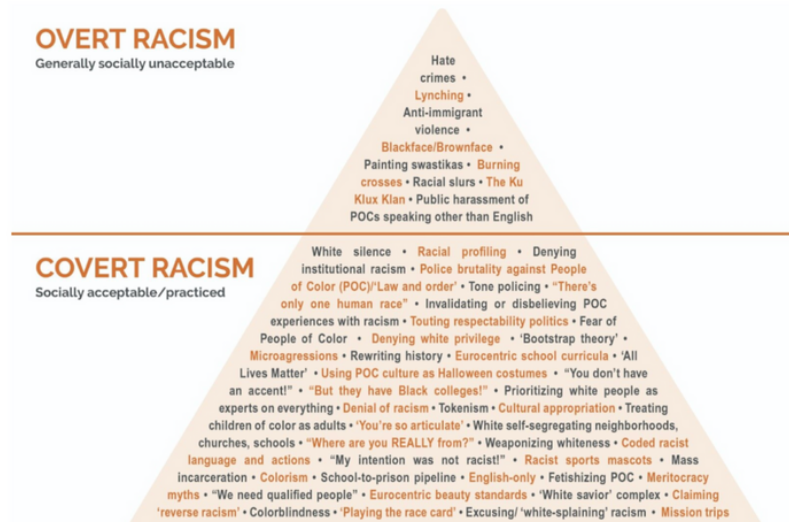 OVERT RACISM
Generally socially unacceptable
Hate
crimes •
Lynching •
Anti-immigrant
violence •
Blackface/Brownface •
Painting swastikas • Burning
crosses • Racial slurs • The Ku
Klux Klan • Public harassment of
POCs speaking other than English
COVERT RACISM
Socially acceptable/practiced
White silence • Racial profiling • Denying
institutional racism • Police brutality against People
of Color (POC)/'Law and order' • Tone policing • "There's
only one human race" • Invalidating or disbelieving POC
experiences with racism • Touting respectability politics • Fear of
People of Color • Denying white privilege • 'Bootstrap theory' •
Microagressions • Rewriting history • Eurocentric school curricula • 'All
Lives Matter' • Using POC culture as Halloween costumes • "You don't have
an accent!" • "But they have Black colleges!" • Prioritizing white people as
experts on everything • Denial of racism • Tokenism • Cultural appropriation • Treating
children of color as adults • 'You're so articulate' • White self-segregating neighborhoods,
churches, schools • "Where are you REALLY from?" • Weaponizing whiteness • Coded racist
language and actions • "My intention was not racist!" • Racist sports mascots • Mass
incarceration • Colorism • School-to-prison pipeline • English-only • Fetishizing POC • Meritocracy
myths • "We need qualified people" • Eurocentric beauty standards • 'White savior' complex • Claiming
'reverse racism' • Colorblindness • 'Playing the race card' • Excusing/ 'white-splaining' racism • Mission trips